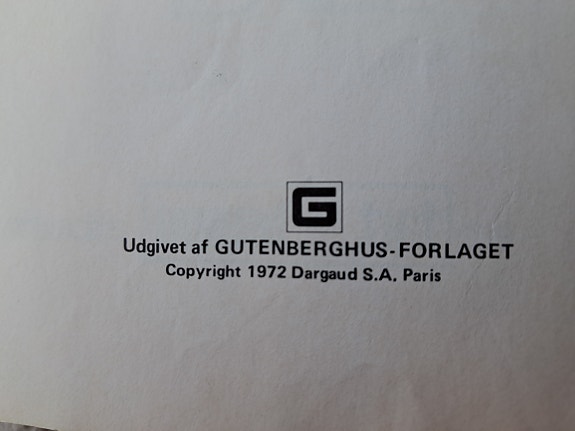 G
Udgivet af GUTENBERGHUS-FORLAGET
Copyright 1972 Dargaud S.A. Paris